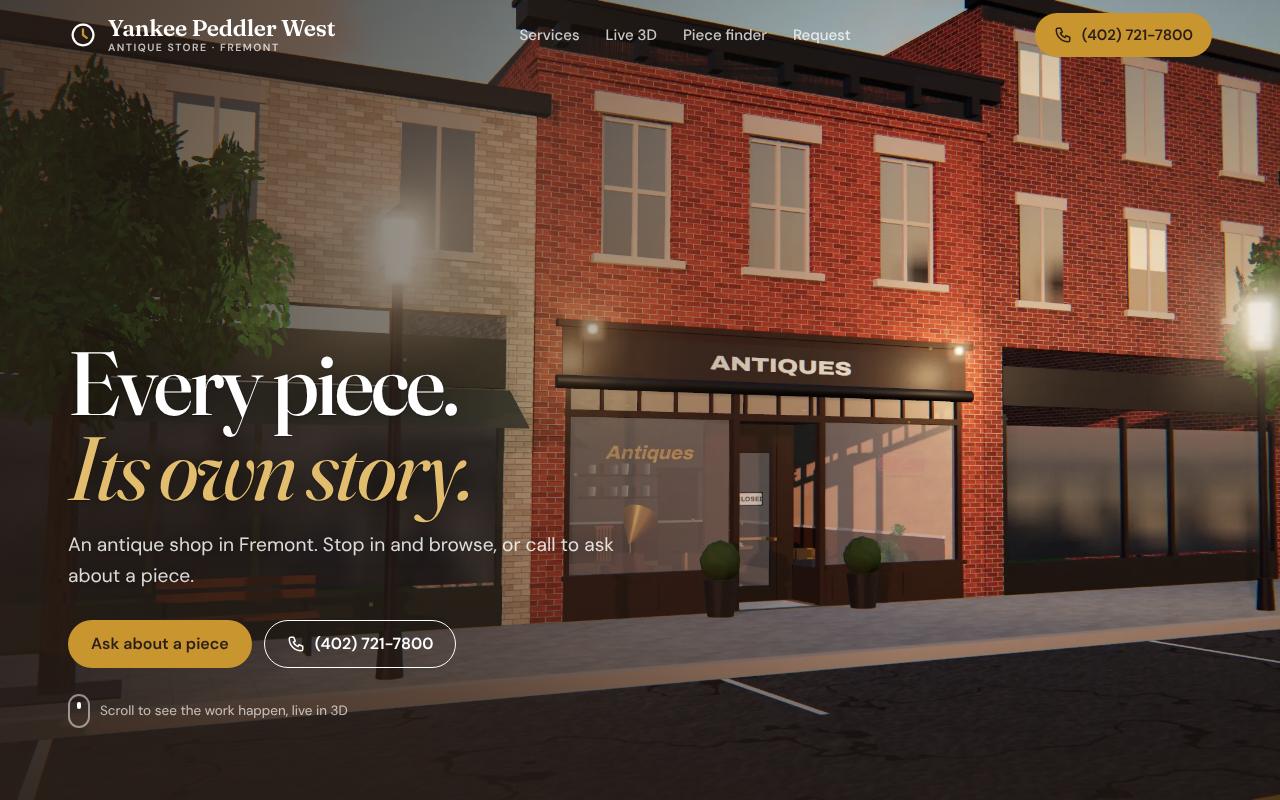 Yankee Peddler West
ANTIQUE STORE · FREMONT
Services
Live 3D
Piece finder
Request
(402) 721-7800
ANTIQUES
Antiques
CLOSED
Every piece.
Its own story.
An antique shop in Fremont. Stop in and browse, or call to ask
about a piece.
Ask about a piece
(402) 721-7800
Scroll to see the work happen, live in 3D